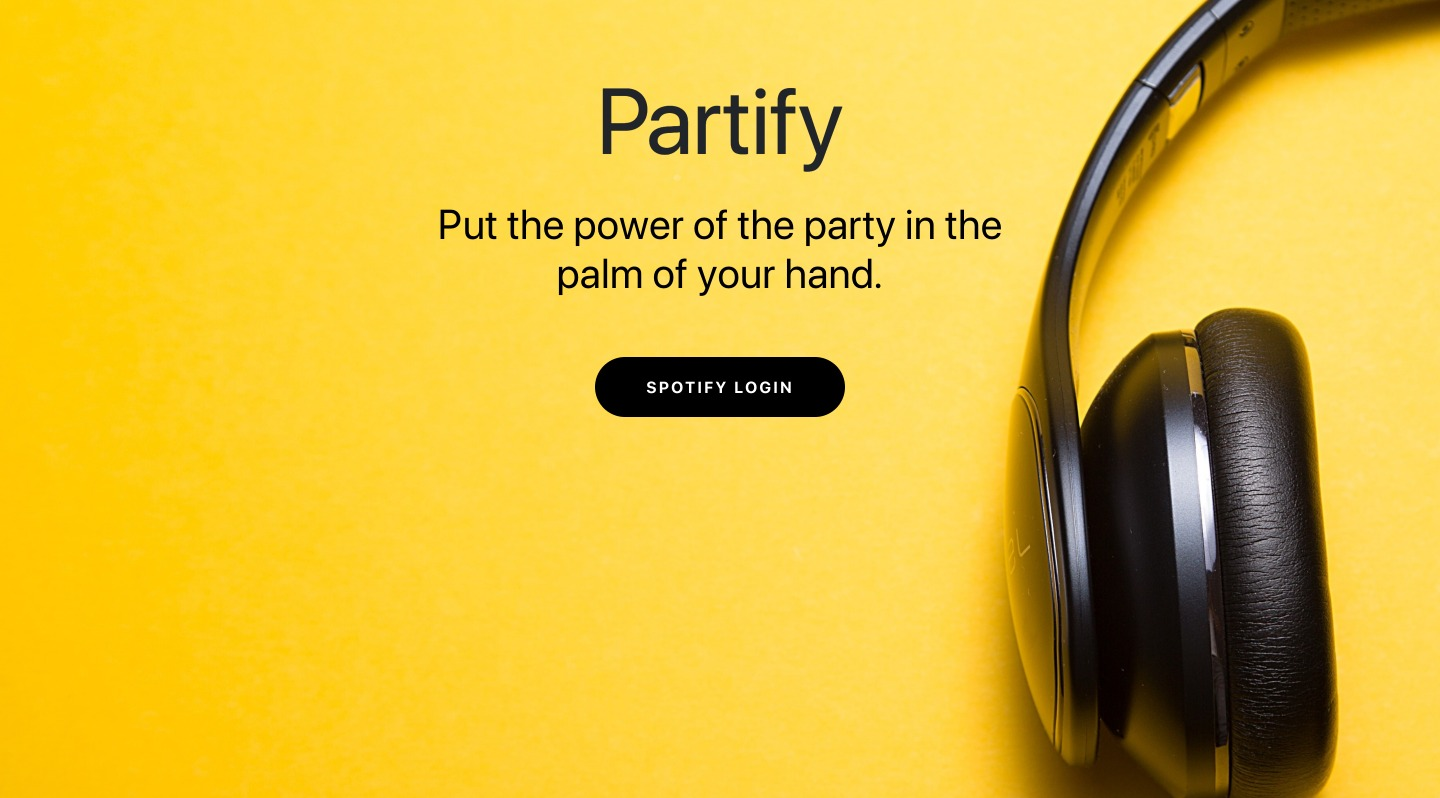 Partify
Put the power of the party in the
palm of your hand.
SPOTIFY LOGIN